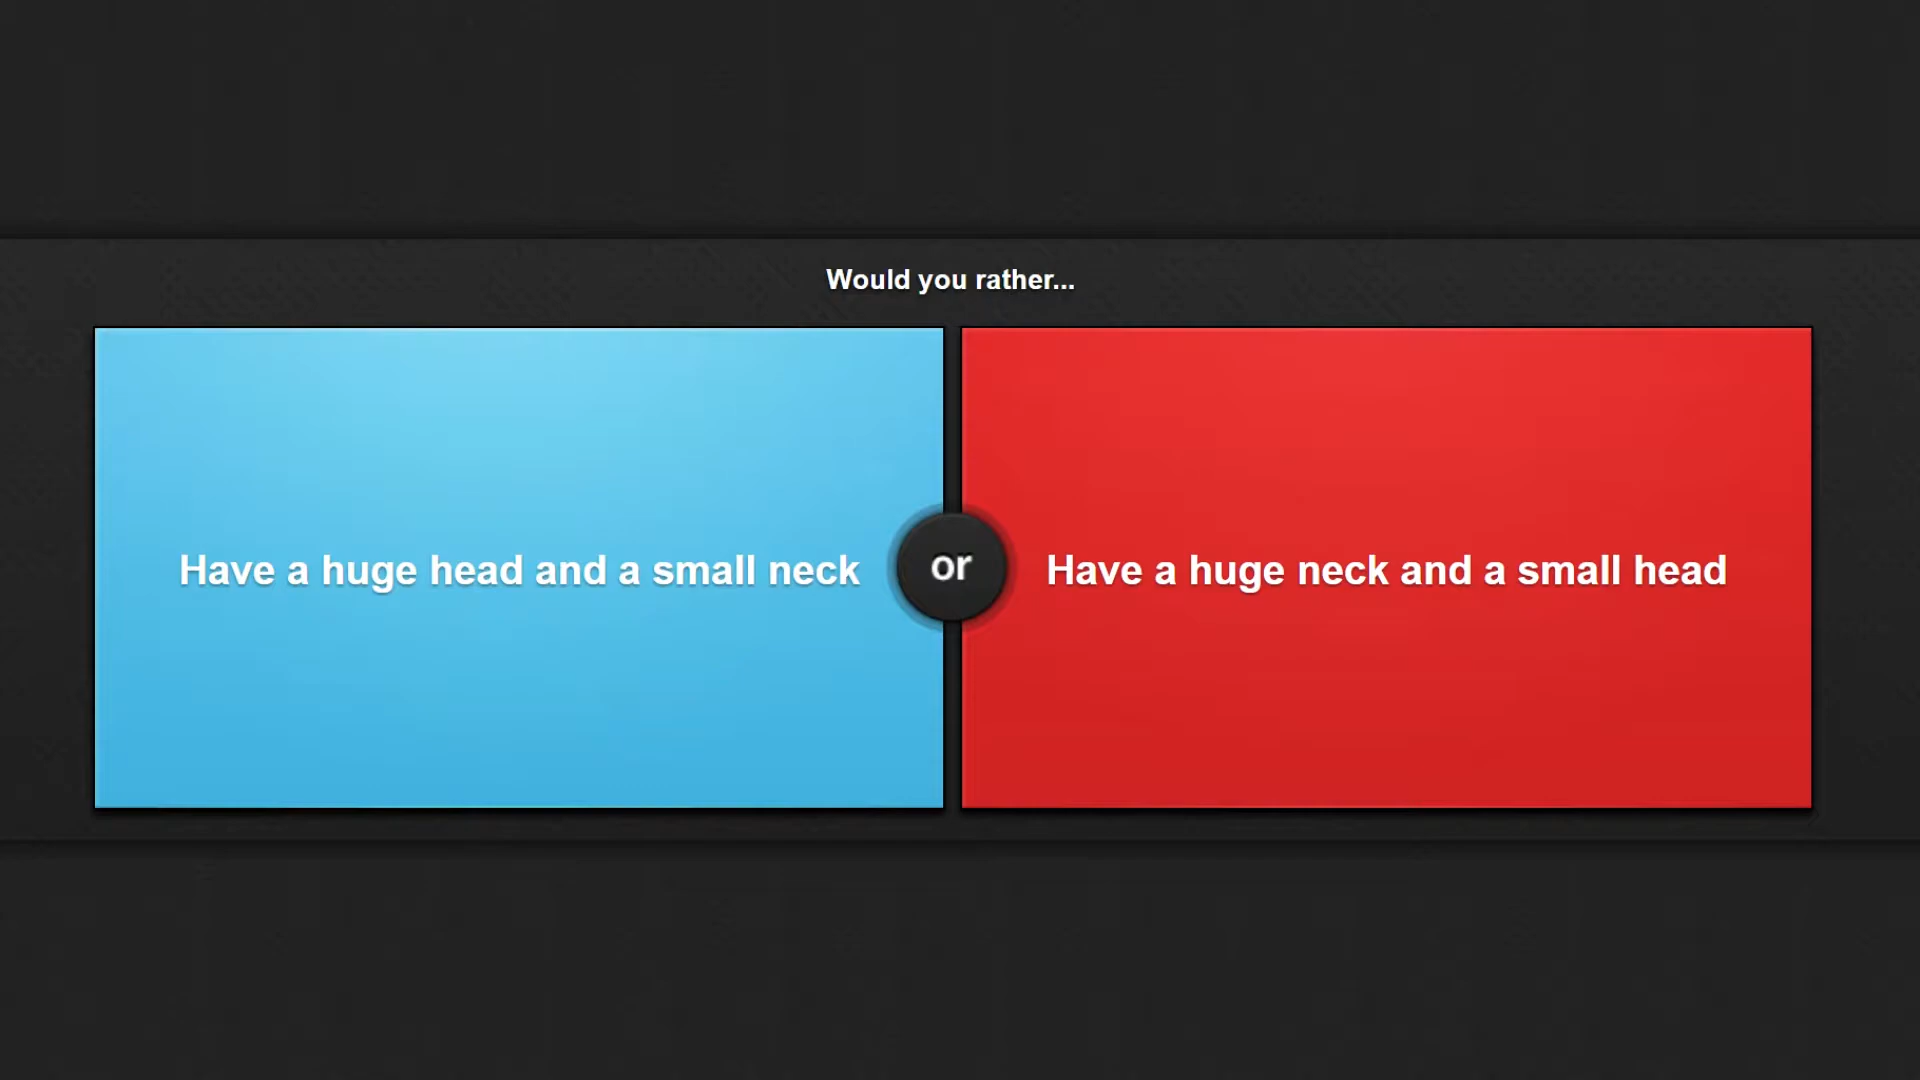 Would you rather...
Have a huge head and a small neck
or
Have a huge neck and a small head